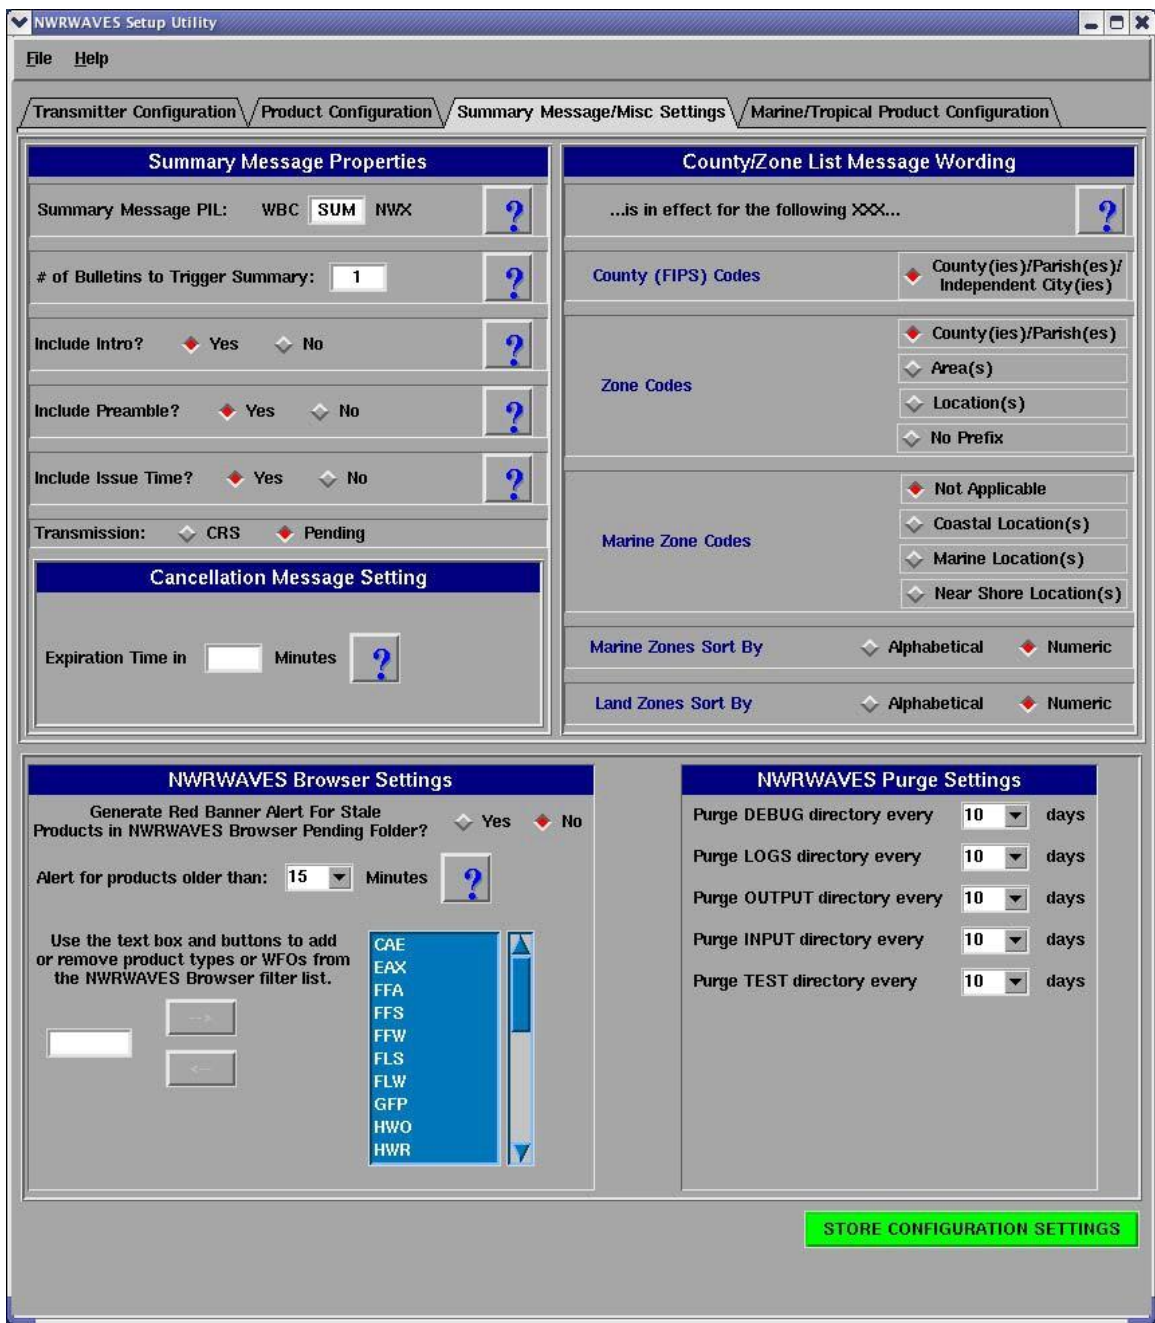 NWRWAVES Setup Utility
File Help
Transmitter Configuration Product Configuration Summary Message/Misc Settings Marine/Tropical Product Configuration
Summary Message Properties
Summary Message PIL: WBC SUM NWX ?
# of Bulletins to Trigger Summary: 1 ?
Include Intro? Yes No ?
Include Preamble? Yes No ?
Include Issue Time? Yes No ?
Transmission: CRS Pending
Cancellation Message Setting
Expiration Time in Minutes ?
County/Zone List Message Wording
...is in effect for the following XXX... ?
County (FIPS) Codes
County(ies)/Parish(es)/
Independent City(ies)
Zone Codes
County(ies)/Parish(es)
Area(s)
Location(s)
No Prefix
Marine Zone Codes
Not Applicable
Coastal Location(s)
Marine Location(s)
Near Shore Location(s)
Marine Zones Sort By Alphabetical Numeric
Land Zones Sort By Alphabetical Numeric
NWRWAVES Browser Settings
Generate Red Banner Alert For Stale
Products in NWRWAVES Browser Pending Folder? Yes No
Alert for products older than: 15 Minutes ?
Use the text box and buttons to add
or remove product types or WFOs from
the NWRWAVES Browser filter list.
-->
<--
CAE
EAX
FFA
FFS
FFW
FLS
FLW
GFP
HWO
HWR
NWRWAVES Purge Settings
Purge DEBUG directory every 10 days
Purge LOGS directory every 10 days
Purge OUTPUT directory every 10 days
Purge INPUT directory every 10 days
Purge TEST directory every 10 days
STORE CONFIGURATION SETTINGS